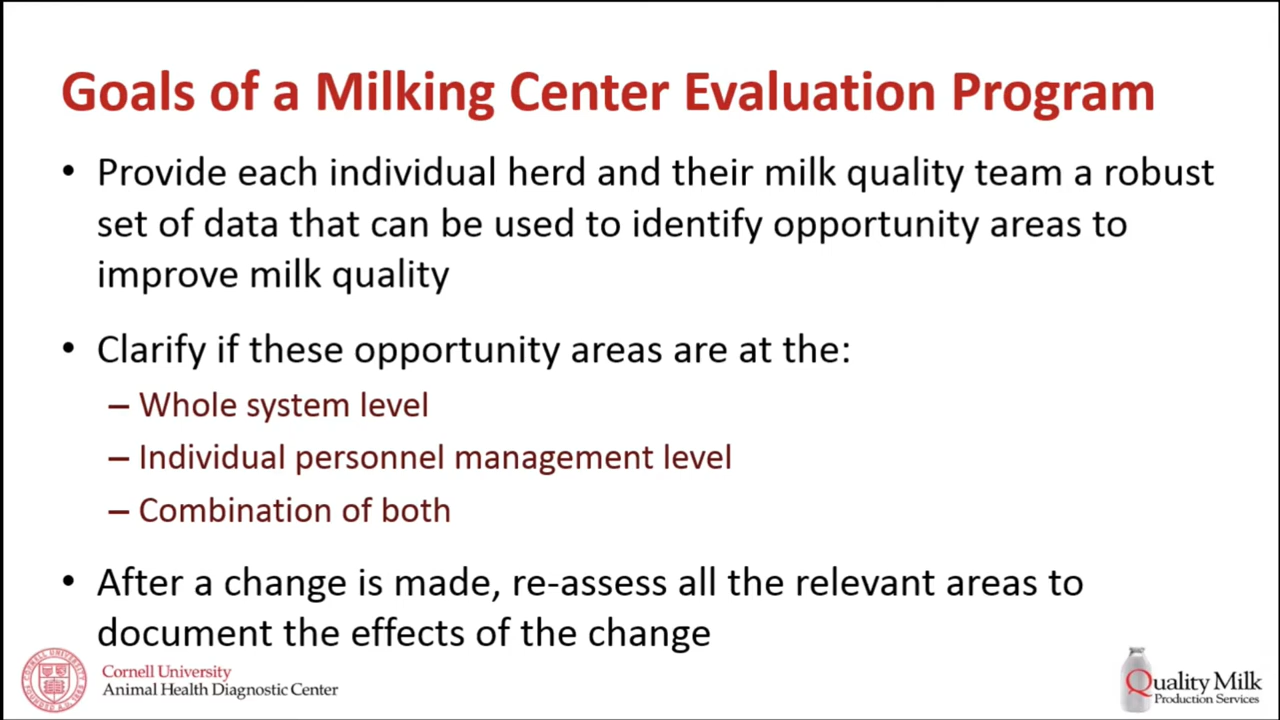 Goals of a Milking Center Evaluation Program
• Provide each individual herd and their milk quality team a robust
set of data that can be used to identify opportunity areas to
improve milk quality
• Clarify if these opportunity areas are at the:
– Whole system level
– Individual personnel management level
– Combination of both
• After a change is made, re-assess all the relevant areas to
document the effects of the change
Cornell University
Animal Health Diagnostic Center
Quality Milk
Production Services